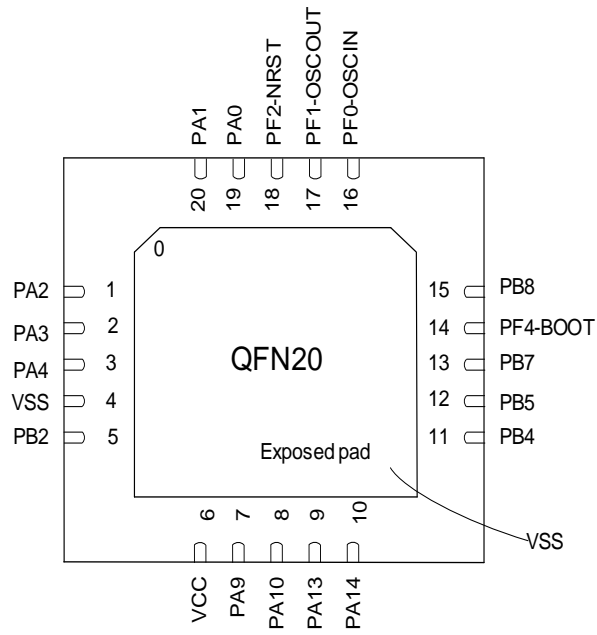 PA1
PA0
PF2-NRST
PF1-OSCOUT
PF0-OSCIN
20
19
18
17
16
0
PA2 1
PA3 2
PA4 3
VSS 4
PB2 5
QFN20
Exposed pad
15 PB8
14 PF4-BOOT
13 PB7
12 PB5
11 PB4
VSS
6
7
8
9
10
VCC
PA9
PA10
PA13
PA14